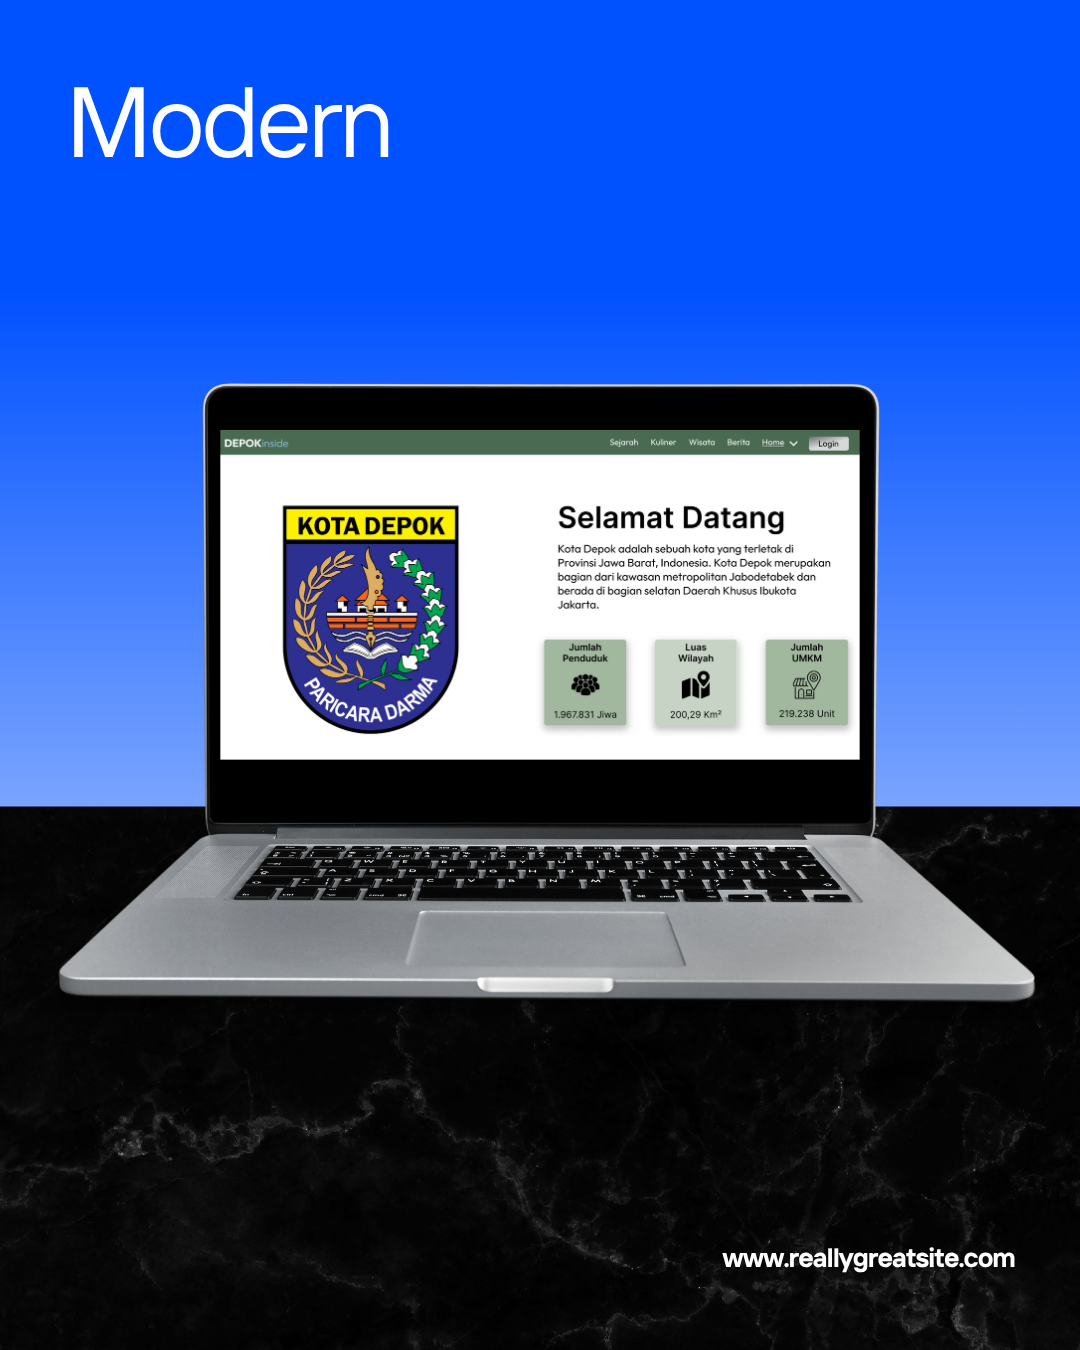 Modern
DEPOKinside
Sejarah Kuliner Wisata Berita Home Login
KOTA DEPOK
PARICARA DARMA
Selamat Datang
Kota Depok adalah sebuah kota yang terletak di
Provinsi Jawa Barat, Indonesia. Kota Depok merupakan
bagian dari kawasan metropolitan Jabodetabek dan
berada di bagian selatan Daerah Khusus Ibukota
Jakarta.
Jumlah
Penduduk
1.967.831 Jiwa
Luas
Wilayah
200,29 Km²
Jumlah
UMKM
219.238 Unit
www.reallygreatsite.com